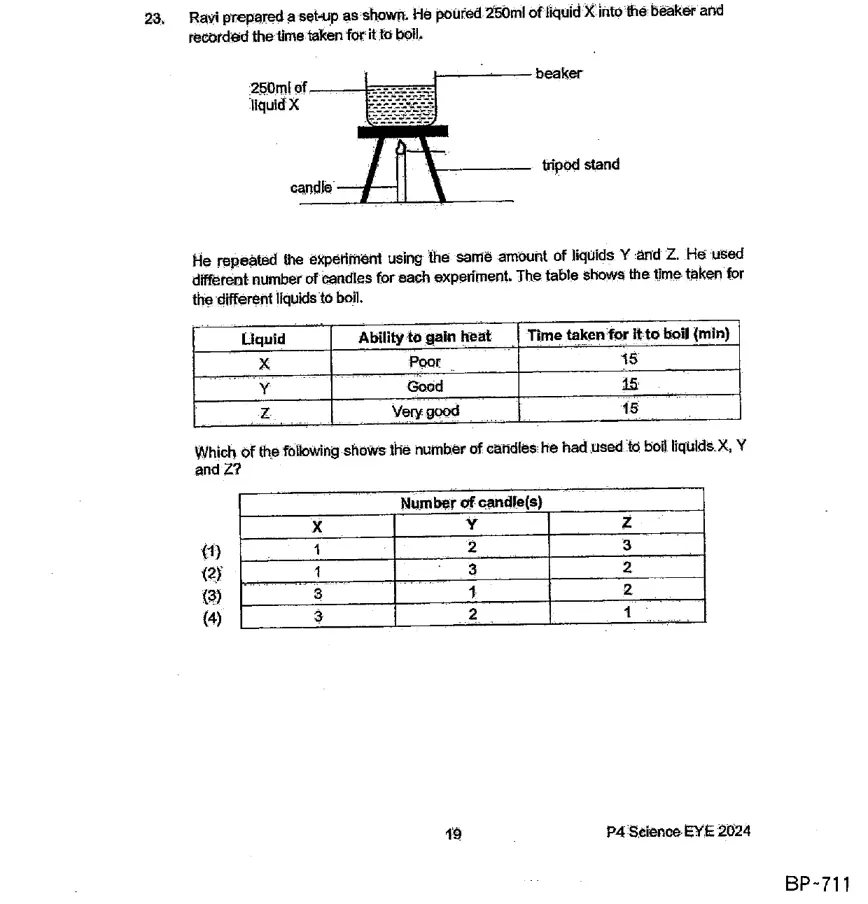 23. Ravi prepared a set-up as shown. He poured 250ml of liquid X into the beaker and
recorded the time taken for it to boil.
beaker
250ml of
liquid X
tripod stand
candle
He repeated the experiment using the same amount of liquids Y and Z. He used
different number of candles for each experiment. The table shows the time taken for
the different liquids to boil.
Liquid Ability to gain heat Time taken for it to boil (min)
X Poor 15
Y Good 15
Z Very good 15
Which of the following shows the number of candles he had used to boil liquids X, Y
and Z?
Number of candle(s)
X Y Z
(1) 1 2 3
(2) 1 3 2
(3) 3 1 2
(4) 3 2 1
19 P4 Science EYE 2024
BP-711